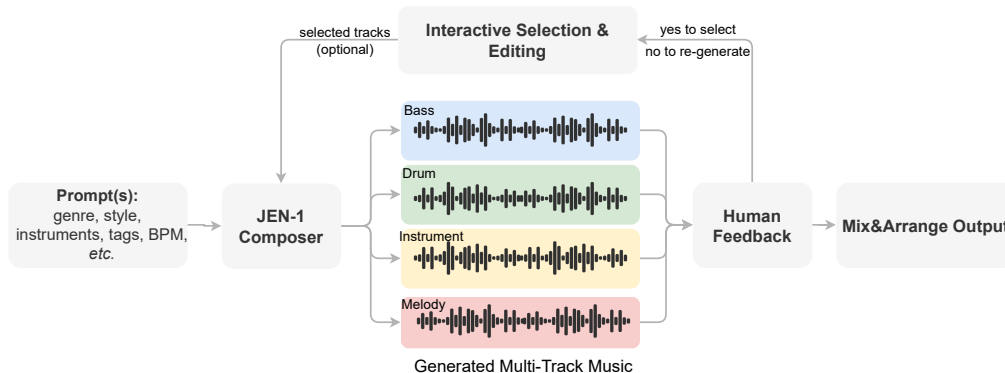 selected tracks
(optional)
Interactive Selection &
Editing
yes to select
no to re-generate
Bass
Drum
Instrument
Melody
Prompt(s):
genre, style,
instruments, tags, BPM,
etc.
JEN-1
Composer
Human
Feedback
Mix&Arrange Output
Generated Multi-Track Music